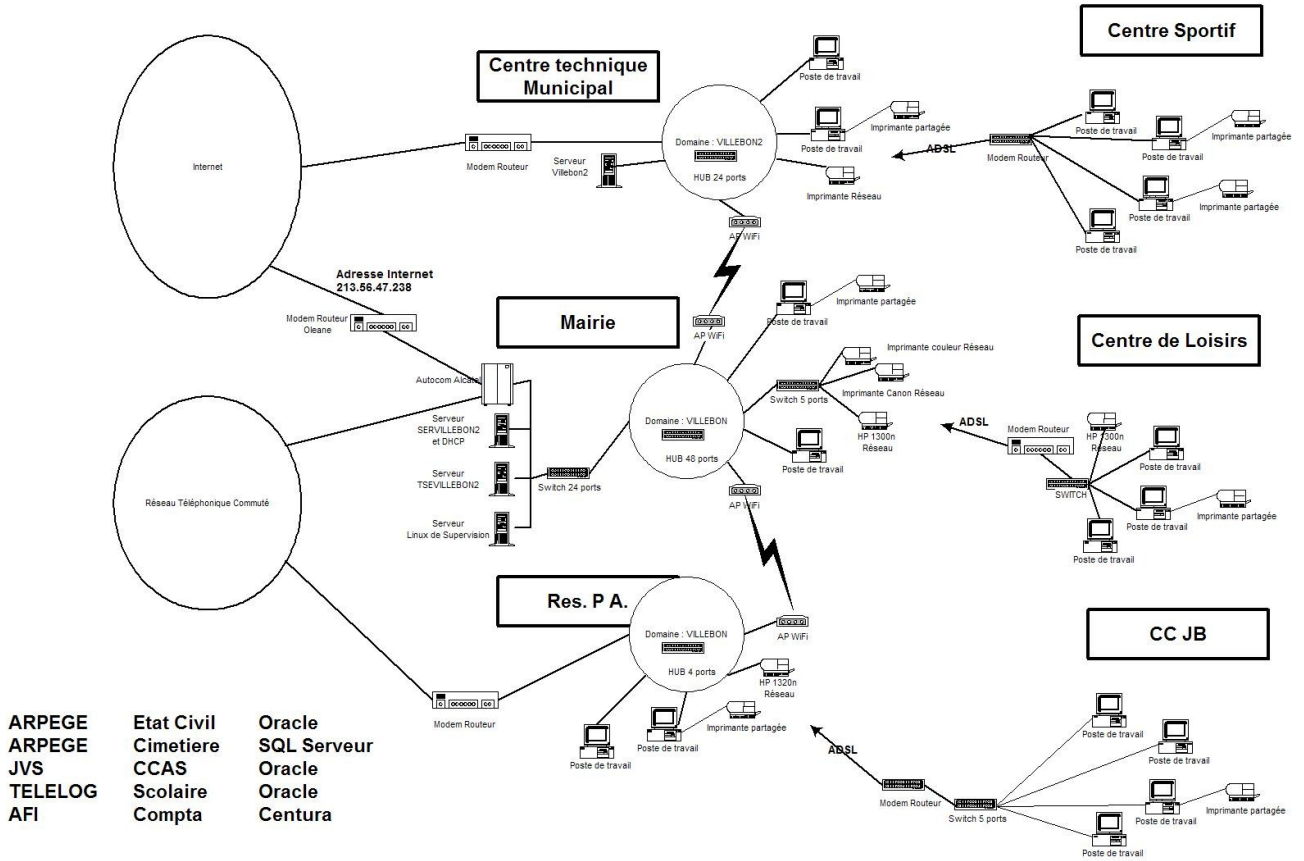 Centre Sportif
Centre technique
Municipal
Poste de travail
Internet
Modem Routeur
Serveur
Villebon2
Domaine : VILLEBON2
HUB 24 ports
Imprimante partagée
Poste de travail
Imprimante Réseau
AP WiFi
ADSL
Modem Routeur
Poste de travail
Imprimante partagée
Poste de travail
Imprimante partagée
Poste de travail
Poste de travail
Adresse Internet
213.56.47.238
Modem Routeur
Oleane
Mairie
AP WiFi
Imprimante partagée
Poste de travail
Centre de Loisirs
Autocom Alcatel
Serveur
SERVILLEBON2
et DHCP
Serveur
TSEVILLEBON2
Serveur
Linux de Supervision
Switch 24 ports
Domaine : VILLEBON
HUB 48 ports
Imprimante couleur Réseau
Switch 5 ports
Imprimante Canon Réseau
HP 1300n
Réseau
Poste de travail
AP WiFi
ADSL
Modem Routeur
HP 1300n
Réseau
SWITCH
Poste de travail
Imprimante partagée
Poste de travail
Poste de travail
Réseau Téléphonique Commuté
Res. P A.
Domaine : VILLEBON
HUB 4 ports
AP WiFi
HP 1320n
Réseau
Imprimante partagée
Poste de travail
Poste de travail
Modem Routeur
CC JB
ADSL
Modem Routeur
Switch 5 ports
Poste de travail
Poste de travail
Imprimante partagée
Poste de travail
Poste de travail
ARPEGE Etat Civil Oracle
ARPEGE Cimetiere SQL Serveur
JVS CCAS Oracle
TELELOG Scolaire Oracle
AFI Compta Centura